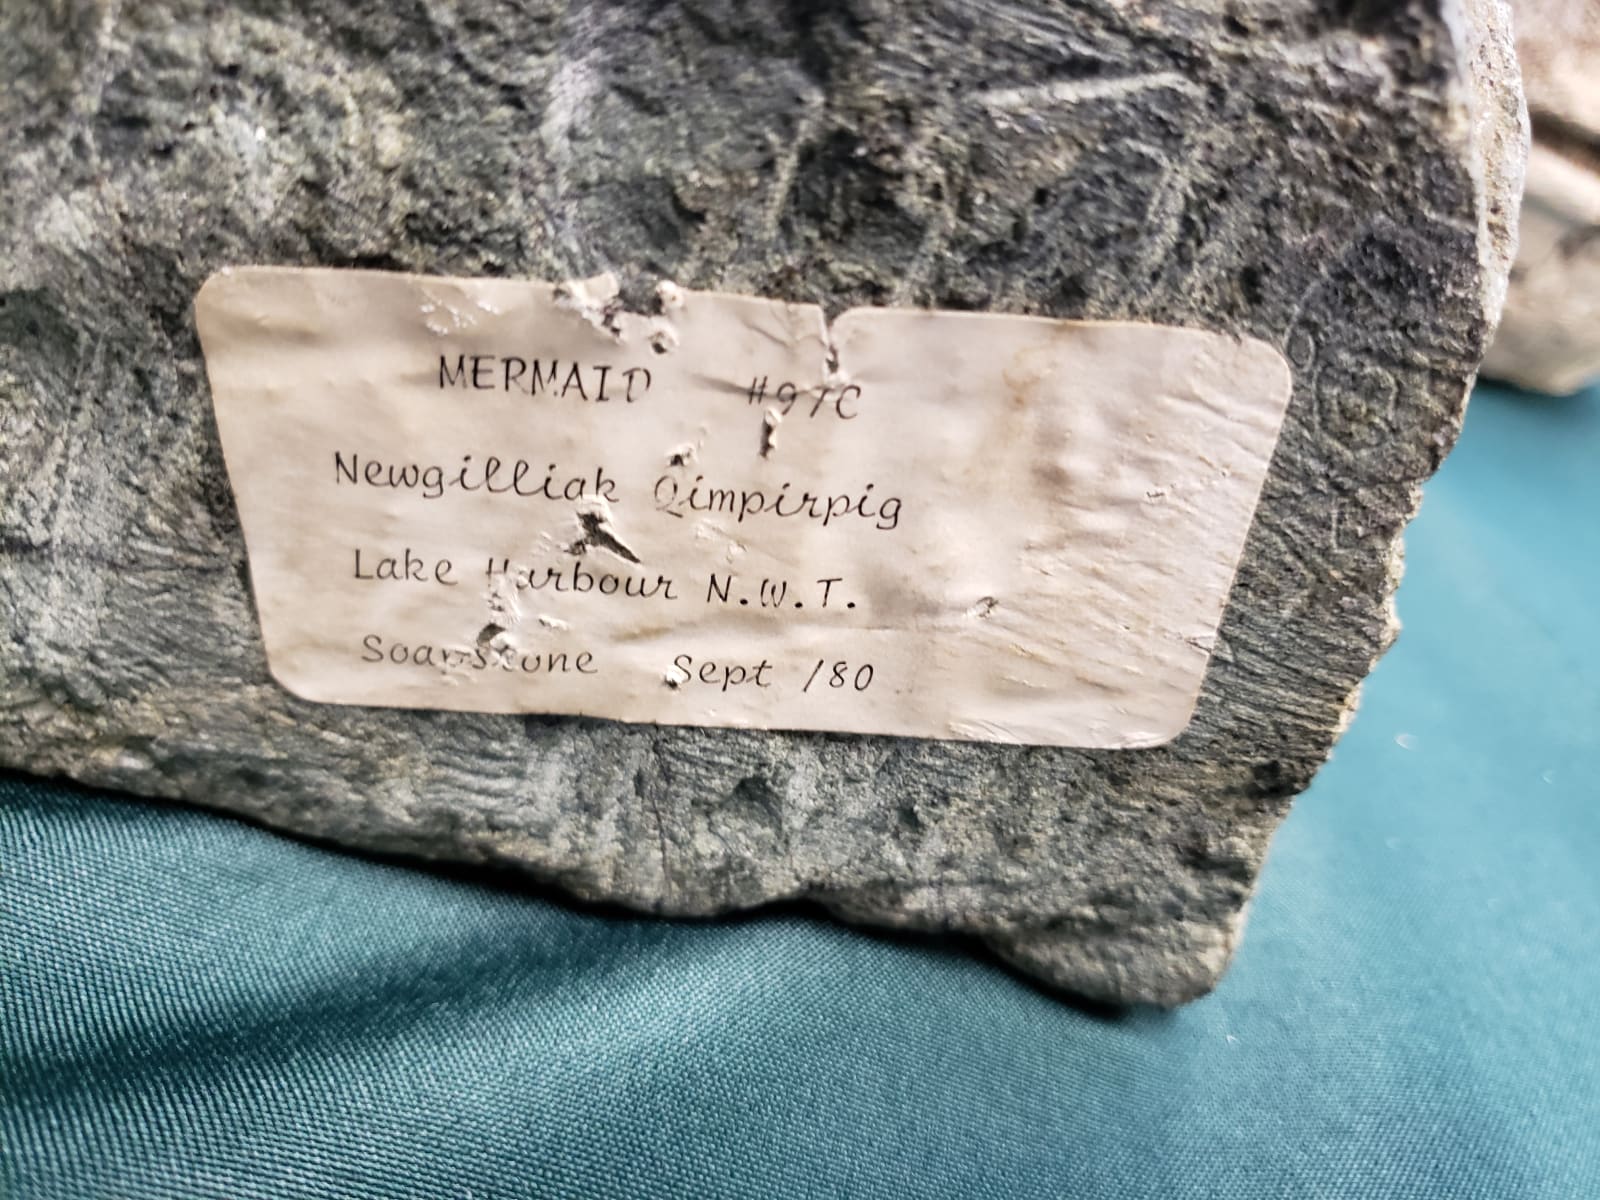 MERMAID #97C
Newgilliak Qimpirpig
Lake Harbour N.W.T.
Soapstone Sept /80